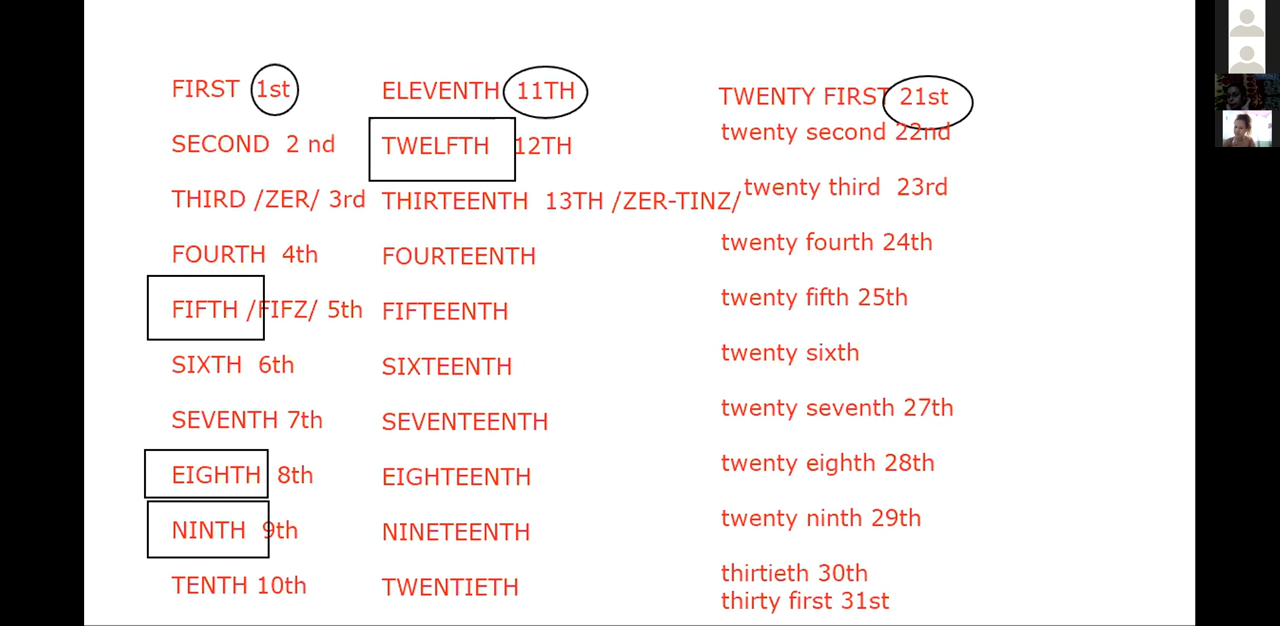 FIRST 1st
SECOND 2 nd
THIRD /ZER/ 3rd
FOURTH 4th
FIFTH /FIFZ/ 5th
SIXTH 6th
SEVENTH 7th
EIGHTH 8th
NINTH 9th
TENTH 10th
ELEVENTH 11TH
TWELFTH 12TH
THIRTEENTH 13TH /ZER-TINZ/
FOURTEENTH
FIFTEENTH
SIXTEENTH
SEVENTEENTH
EIGHTEENTH
NINETEENTH
TWENTIETH
TWENTY FIRST 21st
twenty second 22nd
twenty third 23rd
twenty fourth 24th
twenty fifth 25th
twenty sixth
twenty seventh 27th
twenty eighth 28th
twenty ninth 29th
thirtieth 30th
thirty first 31st